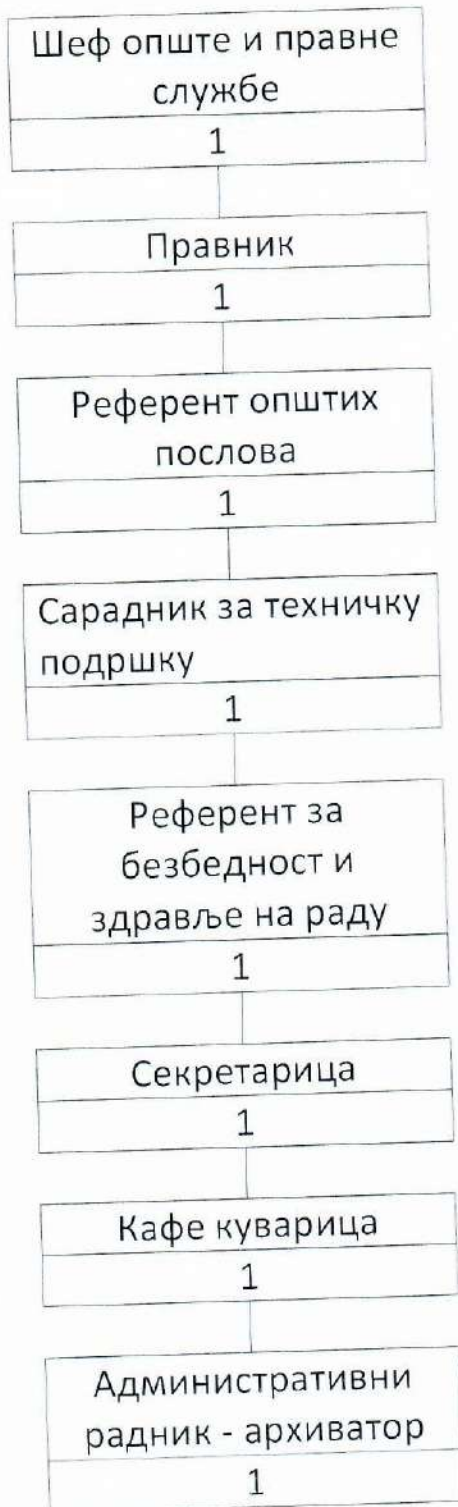 Шеф опште и правне
службе
1
Правник
1
Референт општих
послова
1
Сарадник за техничку
подршку
1
Референт за
безбедност и
здравље на раду
1
Секретарица
1
Кафе куварица
1
Административни
радник - архиватор
1